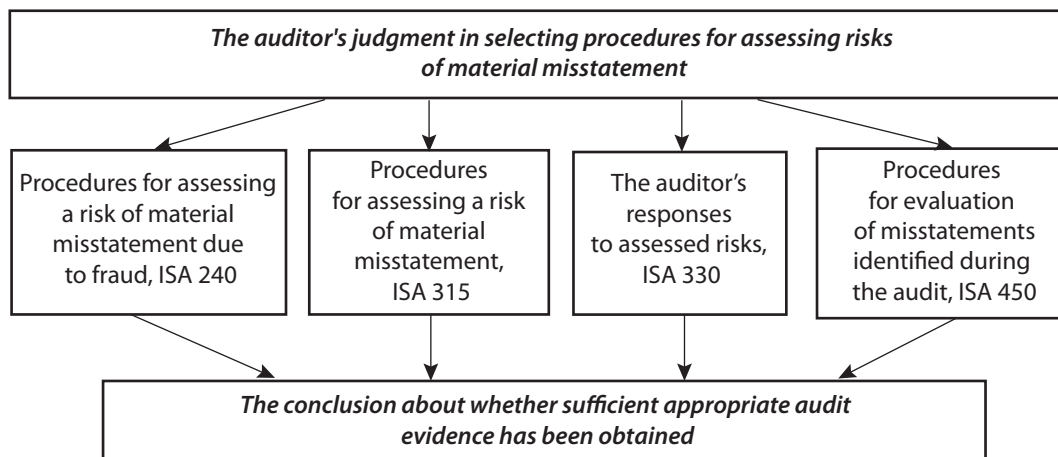 The auditor's judgment in selecting procedures for assessing risks
of material misstatement
Procedures for assessing
a risk of material
misstatement due
to fraud, ISA 240
Procedures
for assessing a risk
of material
misstatement,
ISA 315
The auditor’s
responses
to assessed risks,
ISA 330
Procedures
for evaluation
of misstatements
identified during
the audit, ISA 450
The conclusion about whether sufficient appropriate audit
evidence has been obtained